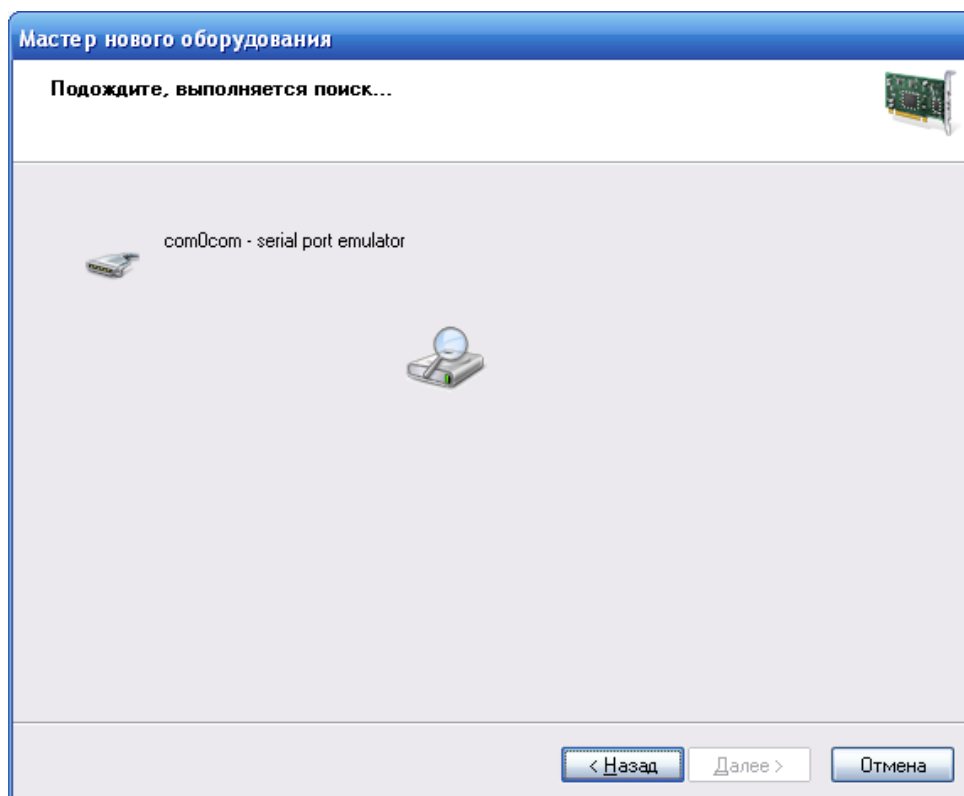 Мастер нового оборудования
Подождите, выполняется поиск...
com0com - serial port emulator
< Назад
Далее >
Отмена